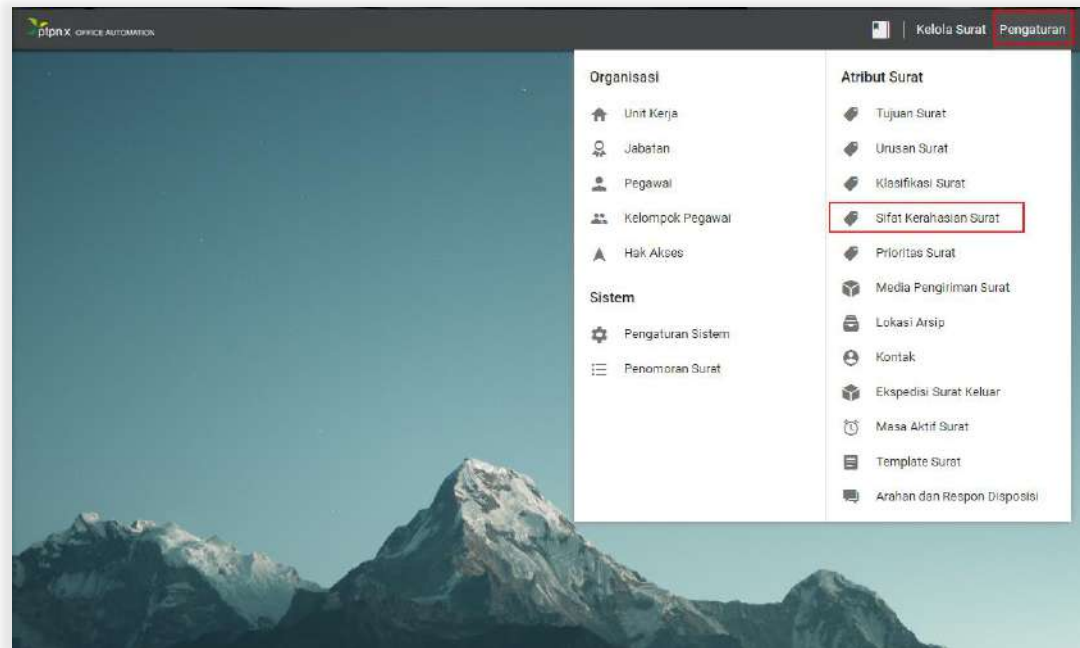 plpnx OFFICE AUTOMATION
Kelola Surat
Pengaturan
Organisasi
Unit Kerja
Jabatan
Pegawai
Kelompok Pegawai
Hak Akses
Sistem
Pengaturan Sistem
Penomoran Surat
Atribut Surat
Tujuan Surat
Urusan Surat
Klasifikasi Surat
Sifat Kerahasian Surat
Prioritas Surat
Media Pengiriman Surat
Lokasi Arsip
Kontak
Ekspedisi Surat Keluar
Masa Aktif Surat
Template Surat
Arahan dan Respon Disposisi